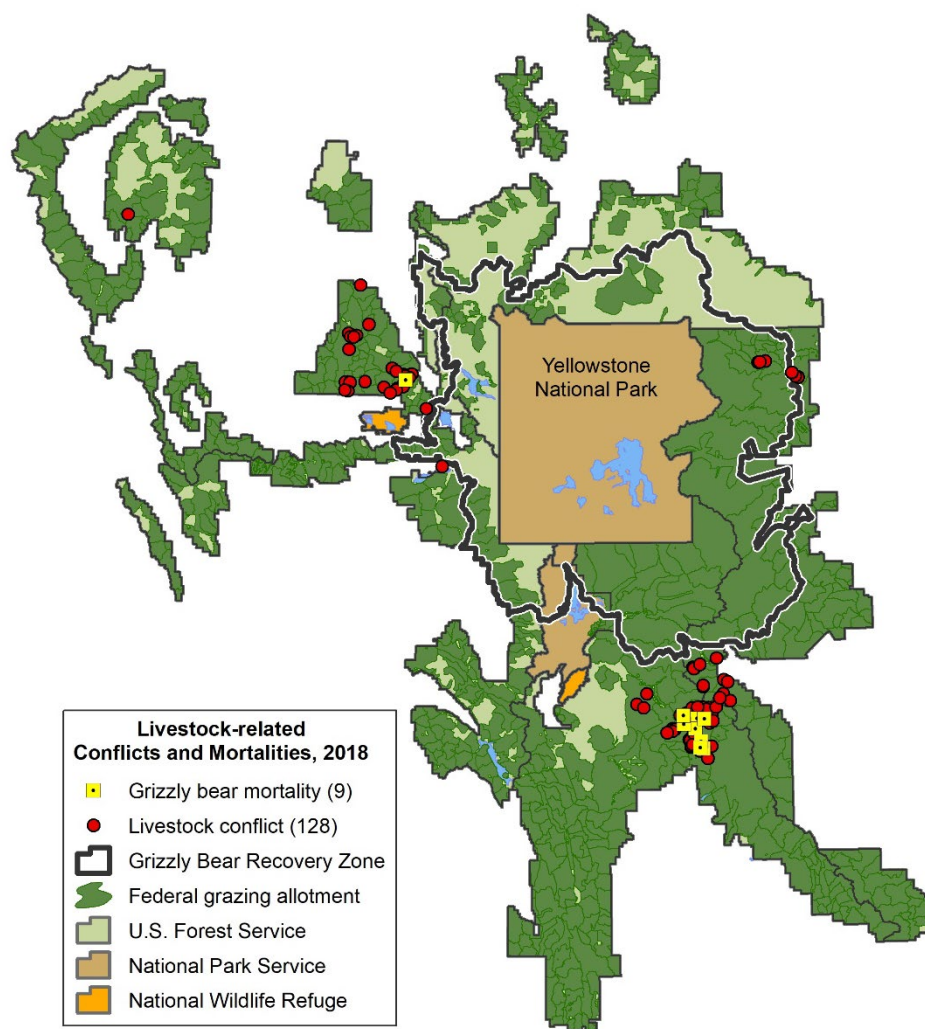 Yellowstone
National Park
Livestock-related
Conflicts and Mortalities, 2018
Grizzly bear mortality (9)
Livestock conflict (128)
Grizzly Bear Recovery Zone
Federal grazing allotment
U.S. Forest Service
National Park Service
National Wildlife Refuge